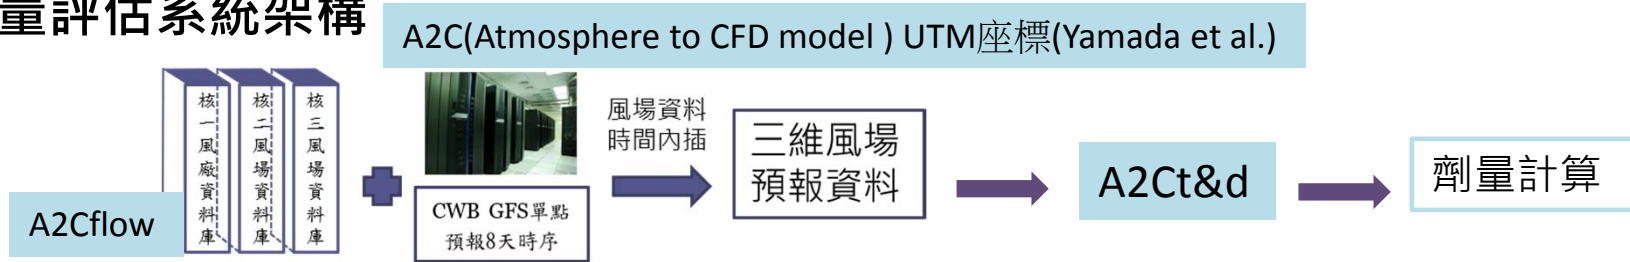 量評估系統架構
A2C(Atmosphere to CFD model ) UTM座標(Yamada et al.)
核一風廠資料庫
核二風場資料庫
核三風場資料庫
A2Cflow
CWB GFS單點
預報8天時序
風場資料
時間內插
三維風場
預報資料
A2Ct&d
劑量計算